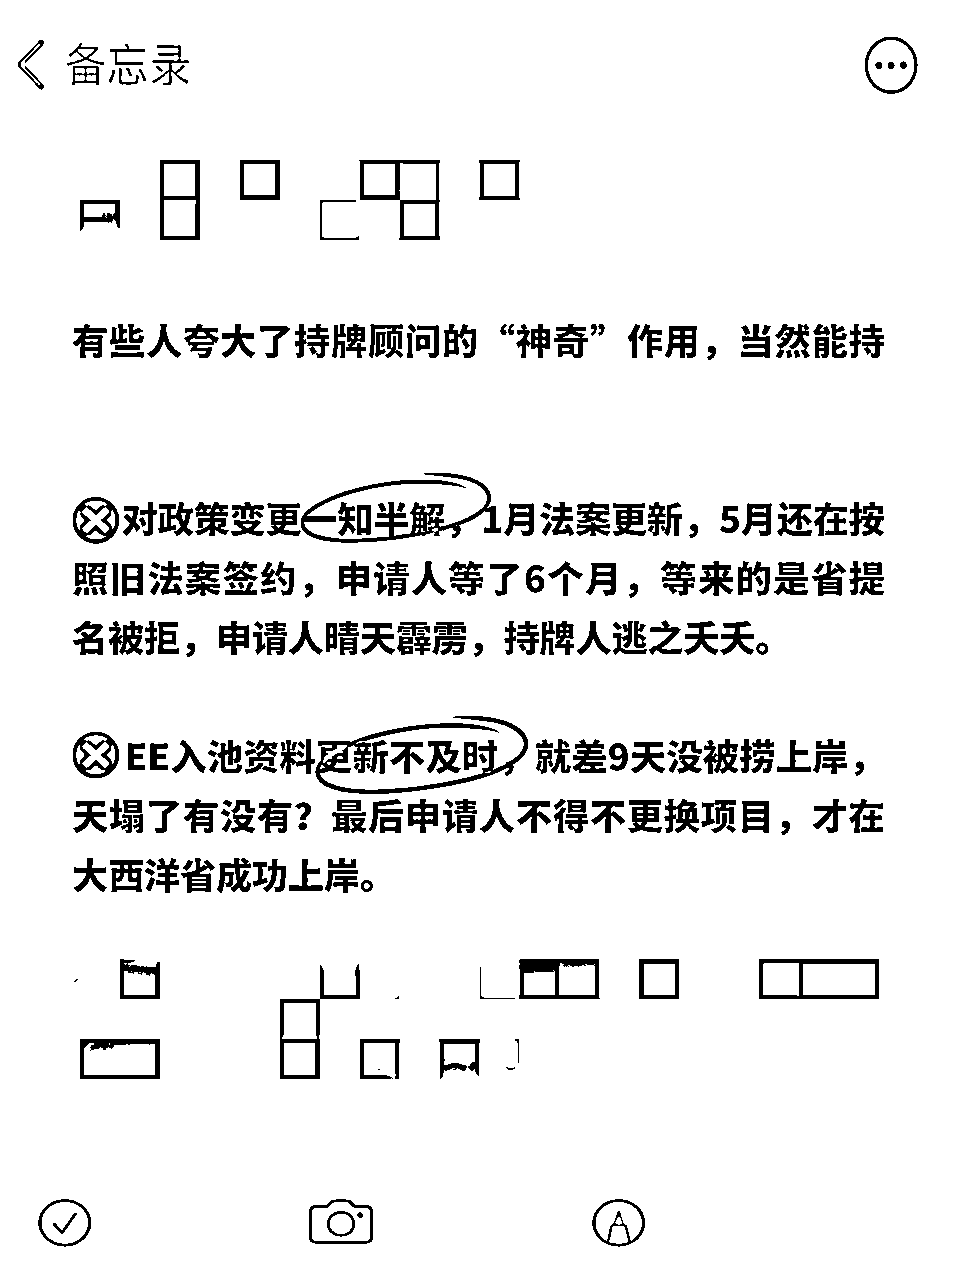 备忘录
有些人夸大了持牌顾问的“神奇”作用，当然能持
对政策变更一知半解，1月法案更新，5月还在按
照旧法案签约，申请人等了6个月，等来的是省提
名被拒，申请人晴天霹雳，持牌人逃之夭夭。
EE入池资料更新不及时，就差9天没被捞上岸，
天塌了有没有？最后申请人不得不更换项目，才在
大西洋省成功上岸。